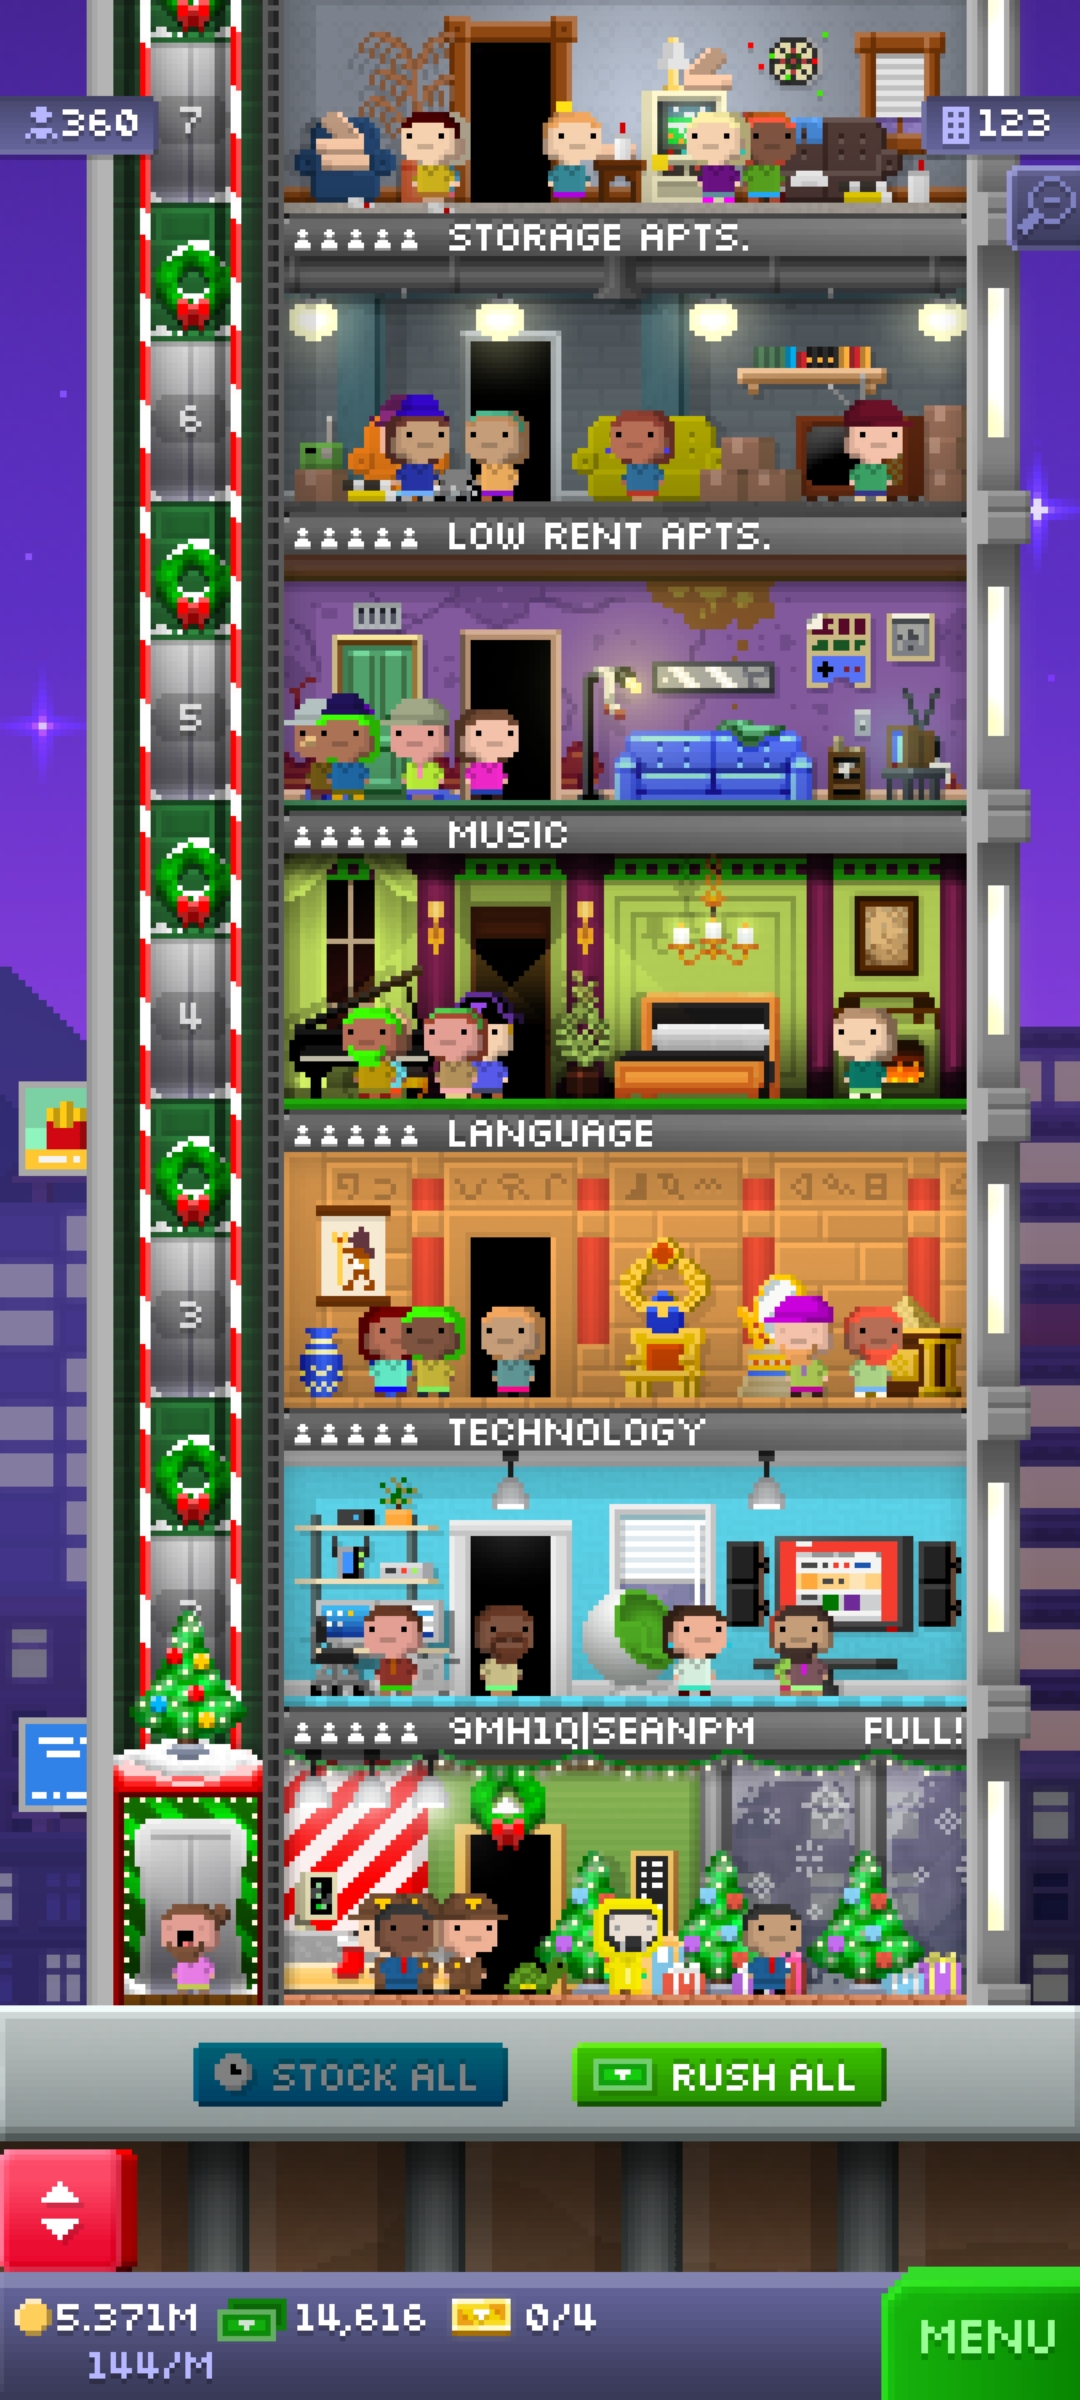 7
360
123
STORAGE APTS.
6
LOW RENT APTS.
5
MUSIC
4
LANGUAGE
3
TECHNOLOGY
9MH1Q|SEANPM FULL!
STOCK ALL
RUSH ALL
5.371M 14,616 0/4
144/M
MENU